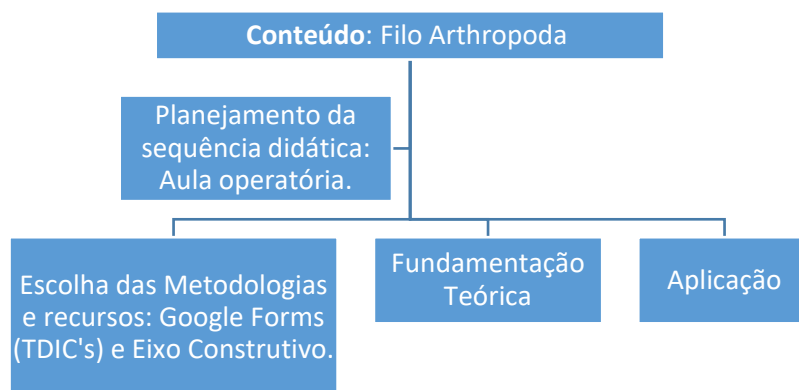 Conteúdo: Filo Arthropoda
Planejamento da
sequência didática:
Aula operatória.
Escolha das Metodologias
e recursos: Google Forms
(TDIC's) e Eixo Construtivo.
Fundamentação
Teórica
Aplicação